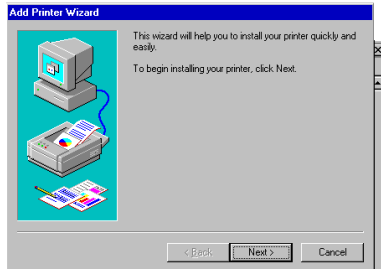 Add Printer Wizard
This wizard will help you to install your printer quickly and
easily.
To begin installing your printer, click Next.
< Back
Next >
Cancel